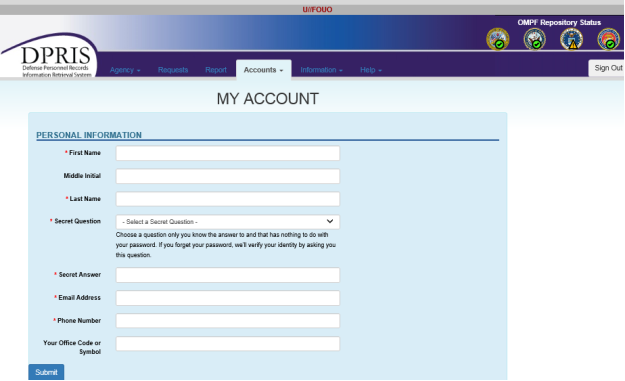 U//FOUO
OMPF Repository Status
DPRIS
Defense Personnel Records
Information Retrieval System
Agency
Requests
Report
Accounts
Information
Help
Sign Out
MY ACCOUNT
PERSONAL INFORMATION
* First Name
Middle Initial
* Last Name
* Secret Question
- Select a Secret Question -
Choose a question only you know the answer to and that has nothing to do with
your password. If you forget your password, we'll verify your identity by asking you
this question.
* Secret Answer
* Email Address
* Phone Number
Your Office Code or
Symbol
Submit